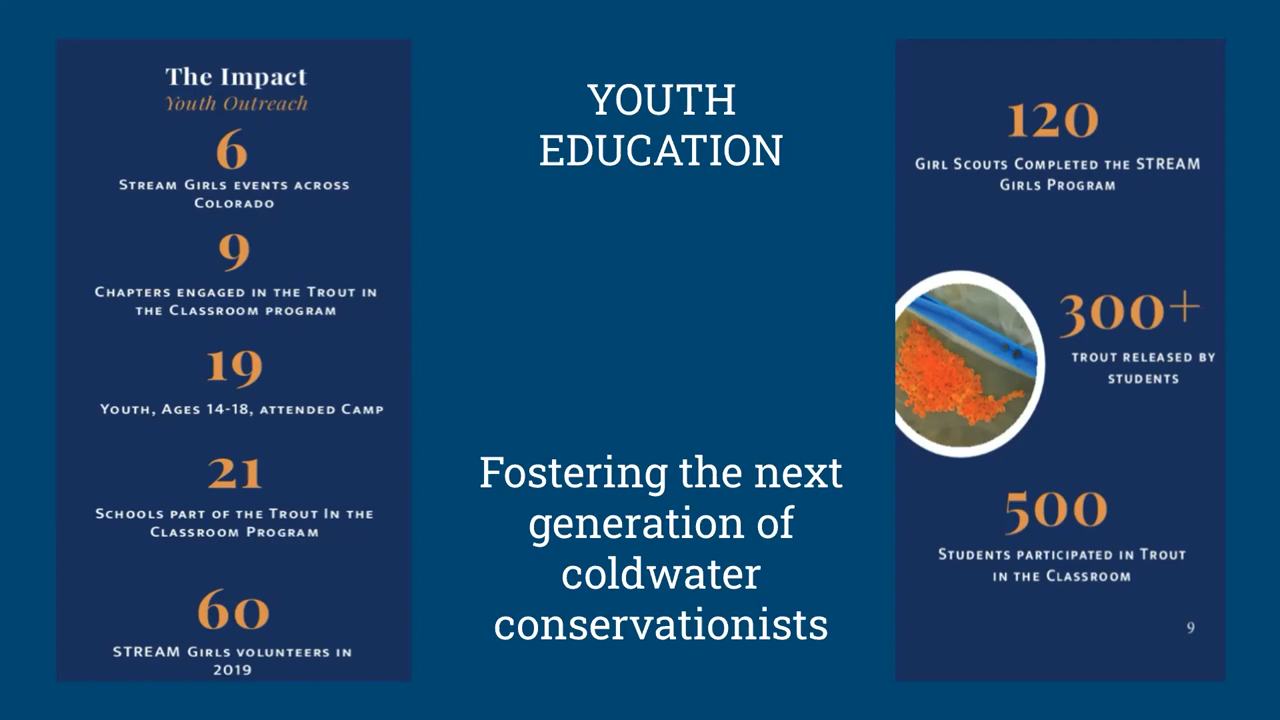 The Impact
Youth Outreach
6
Stream Girls events across
Colorado
9
Chapters engaged in the Trout in
the Classroom program
19
Youth, Ages 14-18, attended Camp
21
Schools part of the Trout In the
Classroom Program
60
STREAM Girls volunteers in
2019
YOUTH
EDUCATION
Fostering the next
generation of
coldwater
conservationists
120
Girl Scouts Completed the STREAM
Girls Program
300+
trout released by
students
500
Students participated in Trout
in the Classroom
9